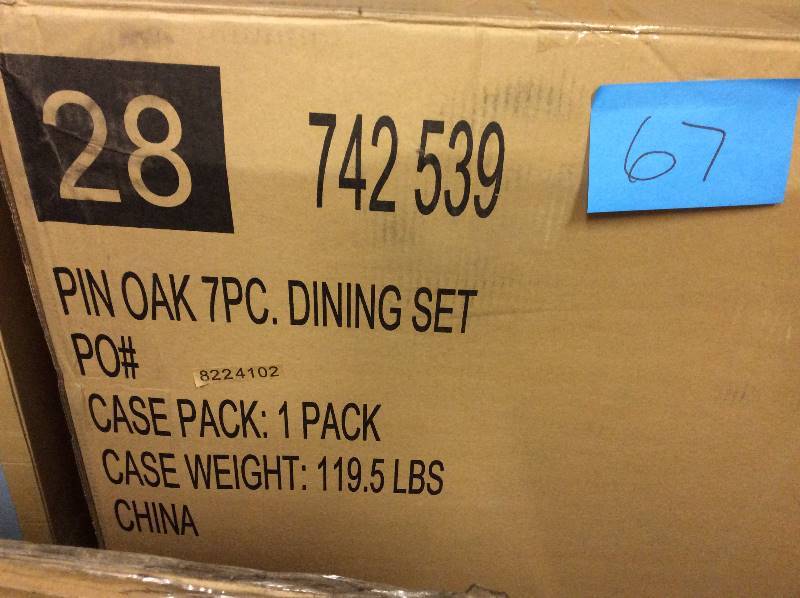 28 742 539 67
PIN OAK 7PC. DINING SET
PO# 8224102
CASE PACK: 1 PACK
CASE WEIGHT: 119.5 LBS
CHINA